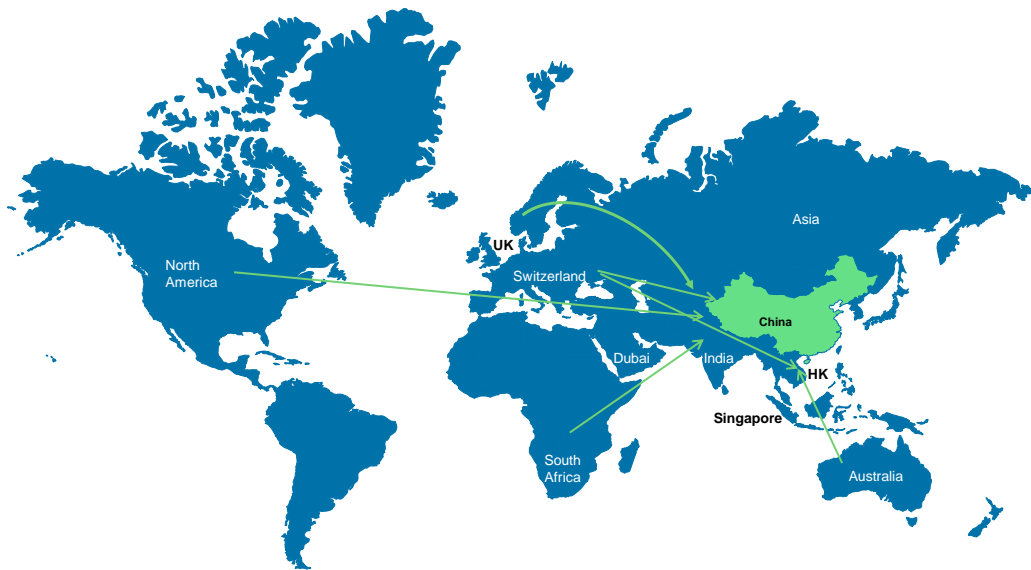 Asia
UK
North
America
Switzerland
China
Dubai
India
HK
Singapore
South
Africa
Australia